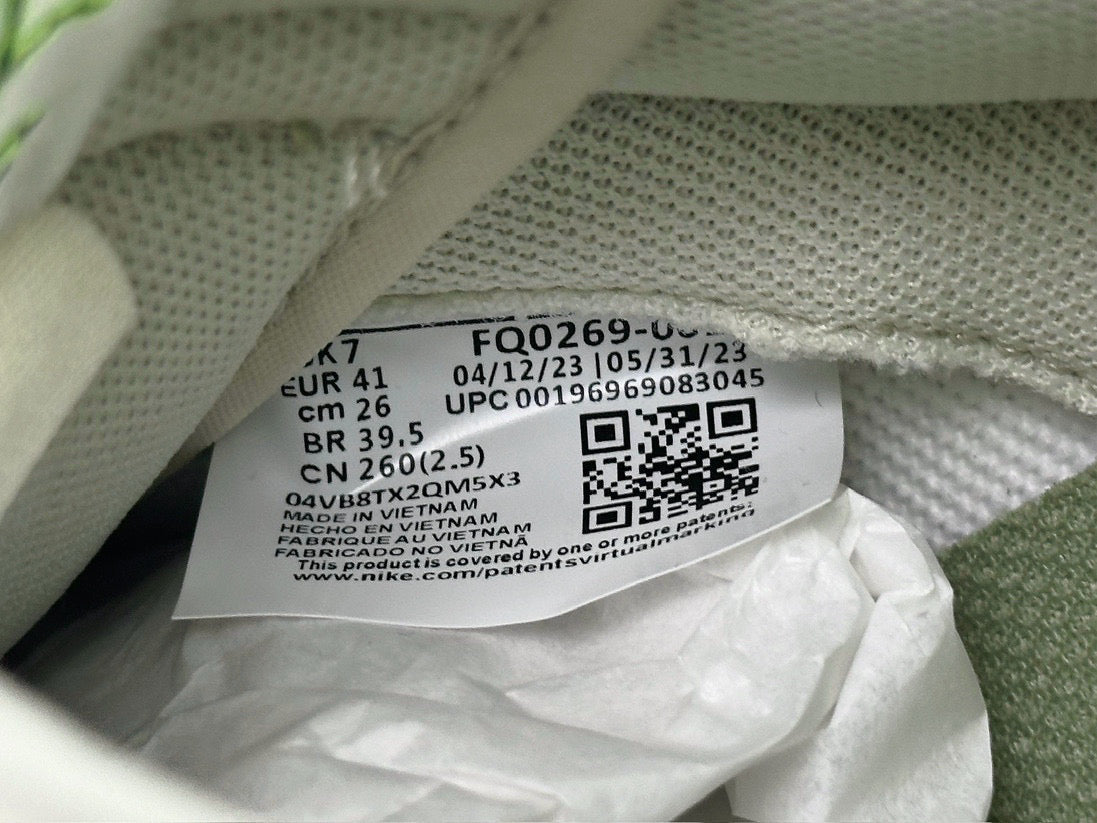 FQ0269-
04/12/23 | 05/31/23
UPC 00196969083045
EUR 41
cm 26
BR 39.5
CN 260(2.5)
04VB8TX2QM5X3
MADE IN VIETNAM
HECHO EN VIETNAM
FABRIQUE AU VIETNAM
FABRICADO NO VIETNÃ
This product is covered by one or more patents:
www.nike.com/patentsvirtualmarking